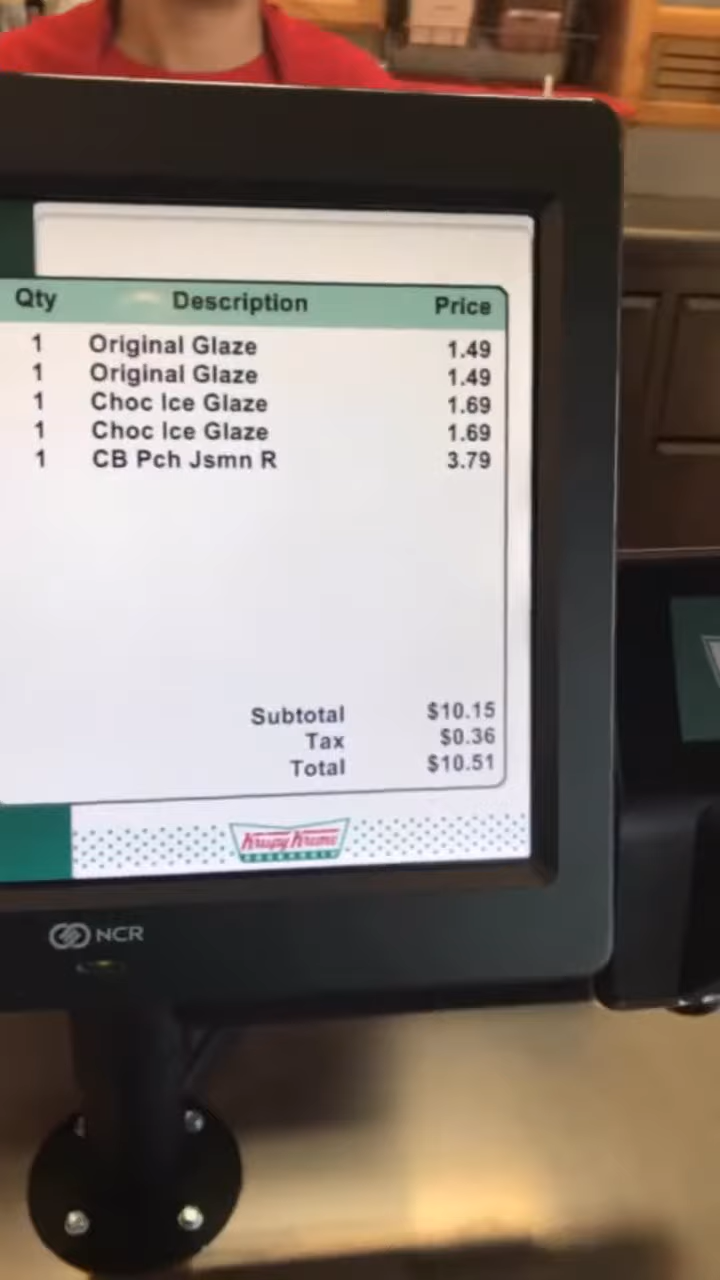 Qty Description Price
1 Original Glaze 1.49
1 Original Glaze 1.49
1 Choc Ice Glaze 1.69
1 Choc Ice Glaze 1.69
1 CB Pch Jsmn R 3.79
Subtotal $10.15
Tax $0.36
Total $10.51
Krispy Kreme
DOUGHNUTS
NCR